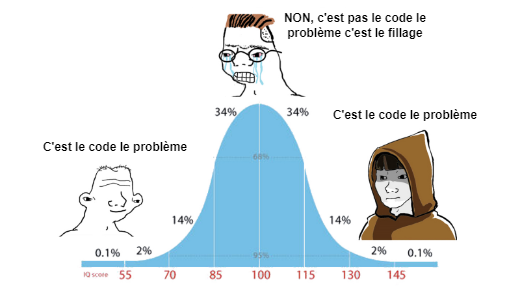 NON, c'est pas le code le
problème c'est le fillage
C'est le code le problème
C'est le code le problème
34% 34%
68%
14% 14%
95%
0.1% 2% 2% 0.1%
IQ score 55 70 85 100 115 130 145